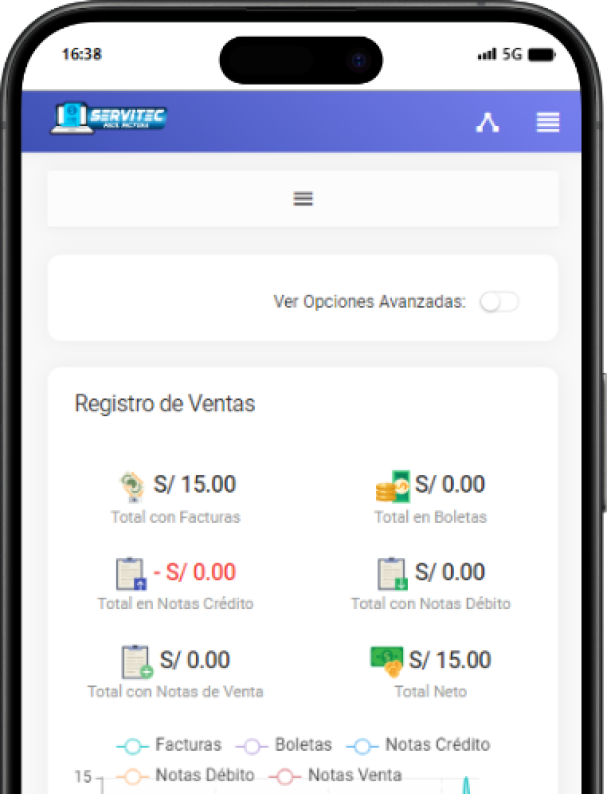 16:38
5G
SERVITEC
Ver Opciones Avanzadas:
Registro de Ventas
S/ 15.00
Total con Facturas
S/ 0.00
Total en Boletas
- S/ 0.00
Total en Notas Crédito
S/ 0.00
Total con Notas Débito
S/ 0.00
Total con Notas de Venta
S/ 15.00
Total Neto
Facturas Boletas Notas Crédito
15 Notas Débito Notas Venta